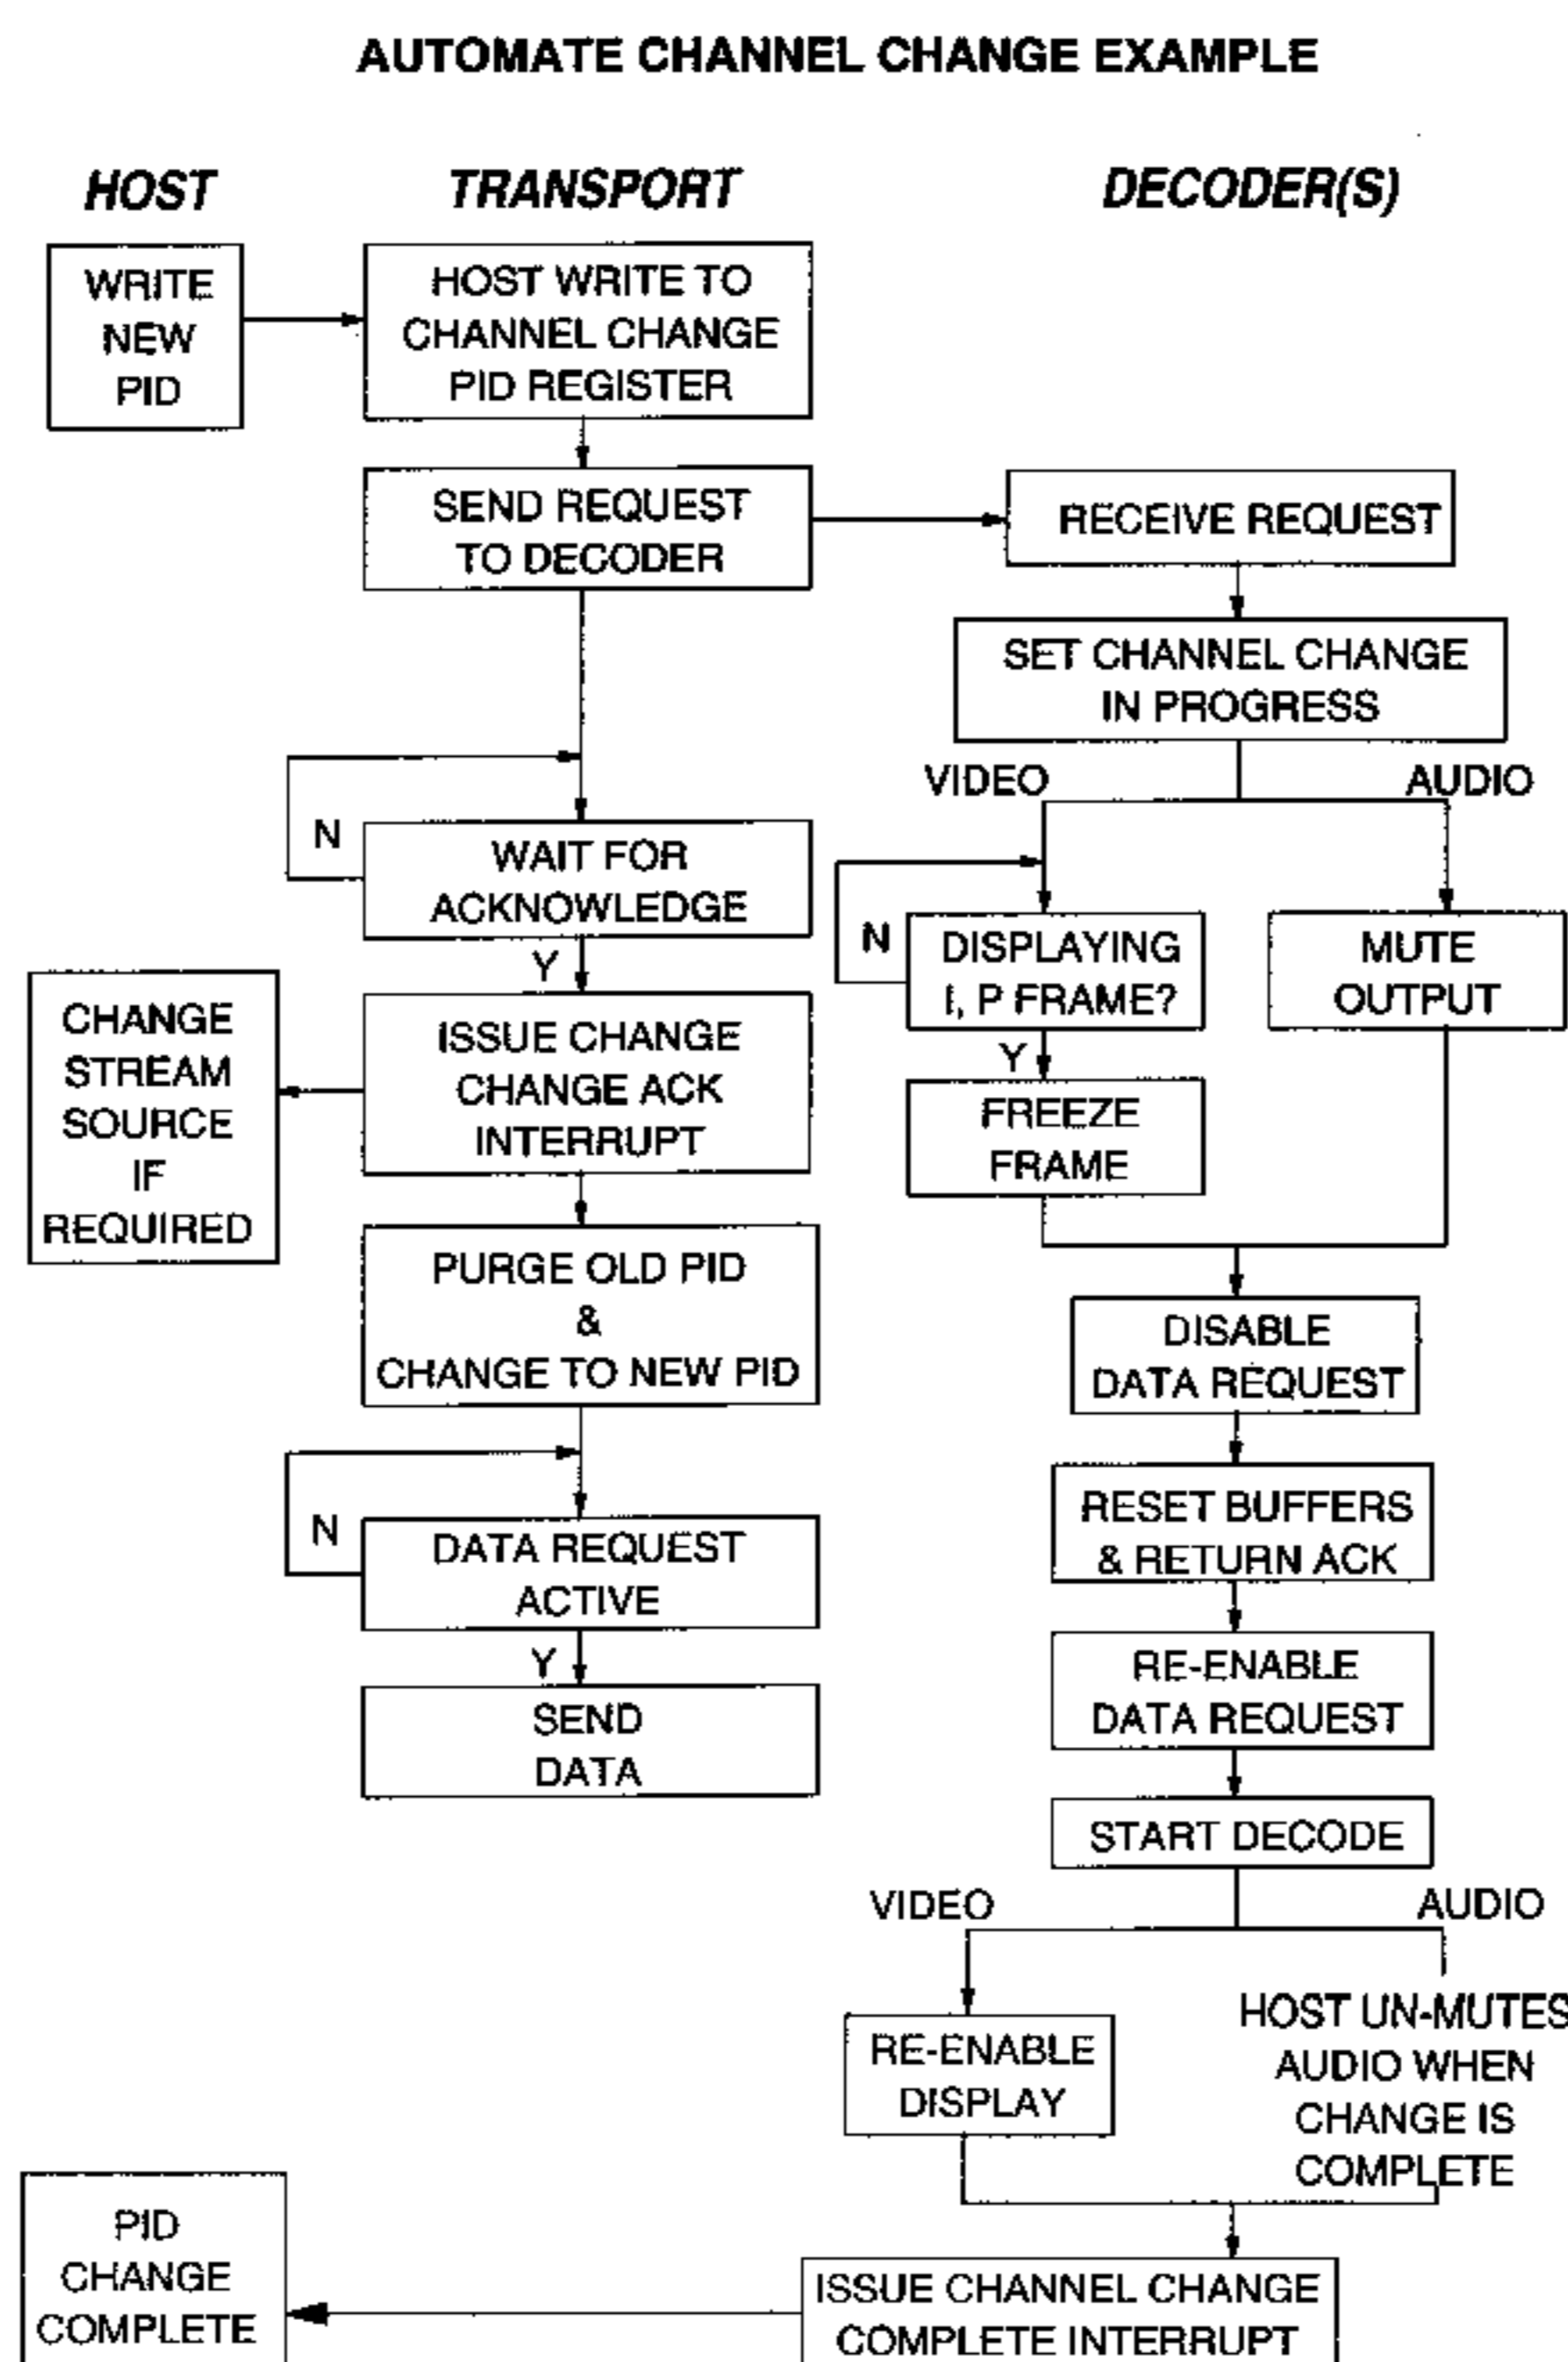 AUTOMATE CHANNEL CHANGE EXAMPLE
HOST
TRANSPORT
DECODER(S)
WRITE
NEW
PID
HOST WRITE TO
CHANNEL CHANGE
PID REGISTER
SEND REQUEST
TO DECODER
RECEIVE REQUEST
SET CHANNEL CHANGE
IN PROGRESS
VIDEO
AUDIO
N
WAIT FOR
ACKNOWLEDGE
Y
N
DISPLAYING
I, P FRAME?
Y
MUTE
OUTPUT
CHANGE
STREAM
SOURCE
IF
REQUIRED
ISSUE CHANGE
CHANGE ACK
INTERRUPT
FREEZE
FRAME
PURGE OLD PID
&
CHANGE TO NEW PID
DISABLE
DATA REQUEST
N
DATA REQUEST
ACTIVE
Y
RESET BUFFERS
& RETURN ACK
SEND
DATA
RE-ENABLE
DATA REQUEST
START DECODE
VIDEO
AUDIO
RE-ENABLE
DISPLAY
HOST UN-MUTES
AUDIO WHEN
CHANGE IS
COMPLETE
PID
CHANGE
COMPLETE
ISSUE CHANNEL CHANGE
COMPLETE INTERRUPT